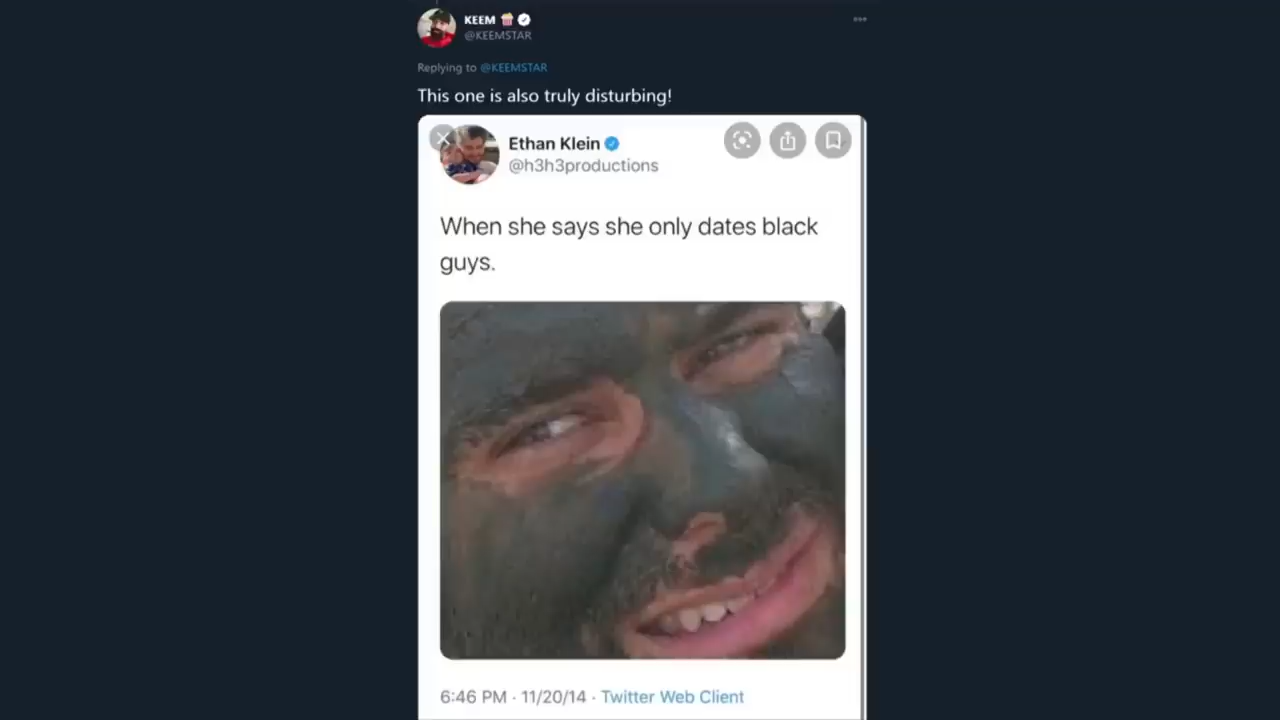 KEEM 🍿
@KEEMSTAR
Replying to @KEEMSTAR
This one is also truly disturbing!
Ethan Klein
@h3h3productions
When she says she only dates black
guys.
6:46 PM · 11/20/14 · Twitter Web Client